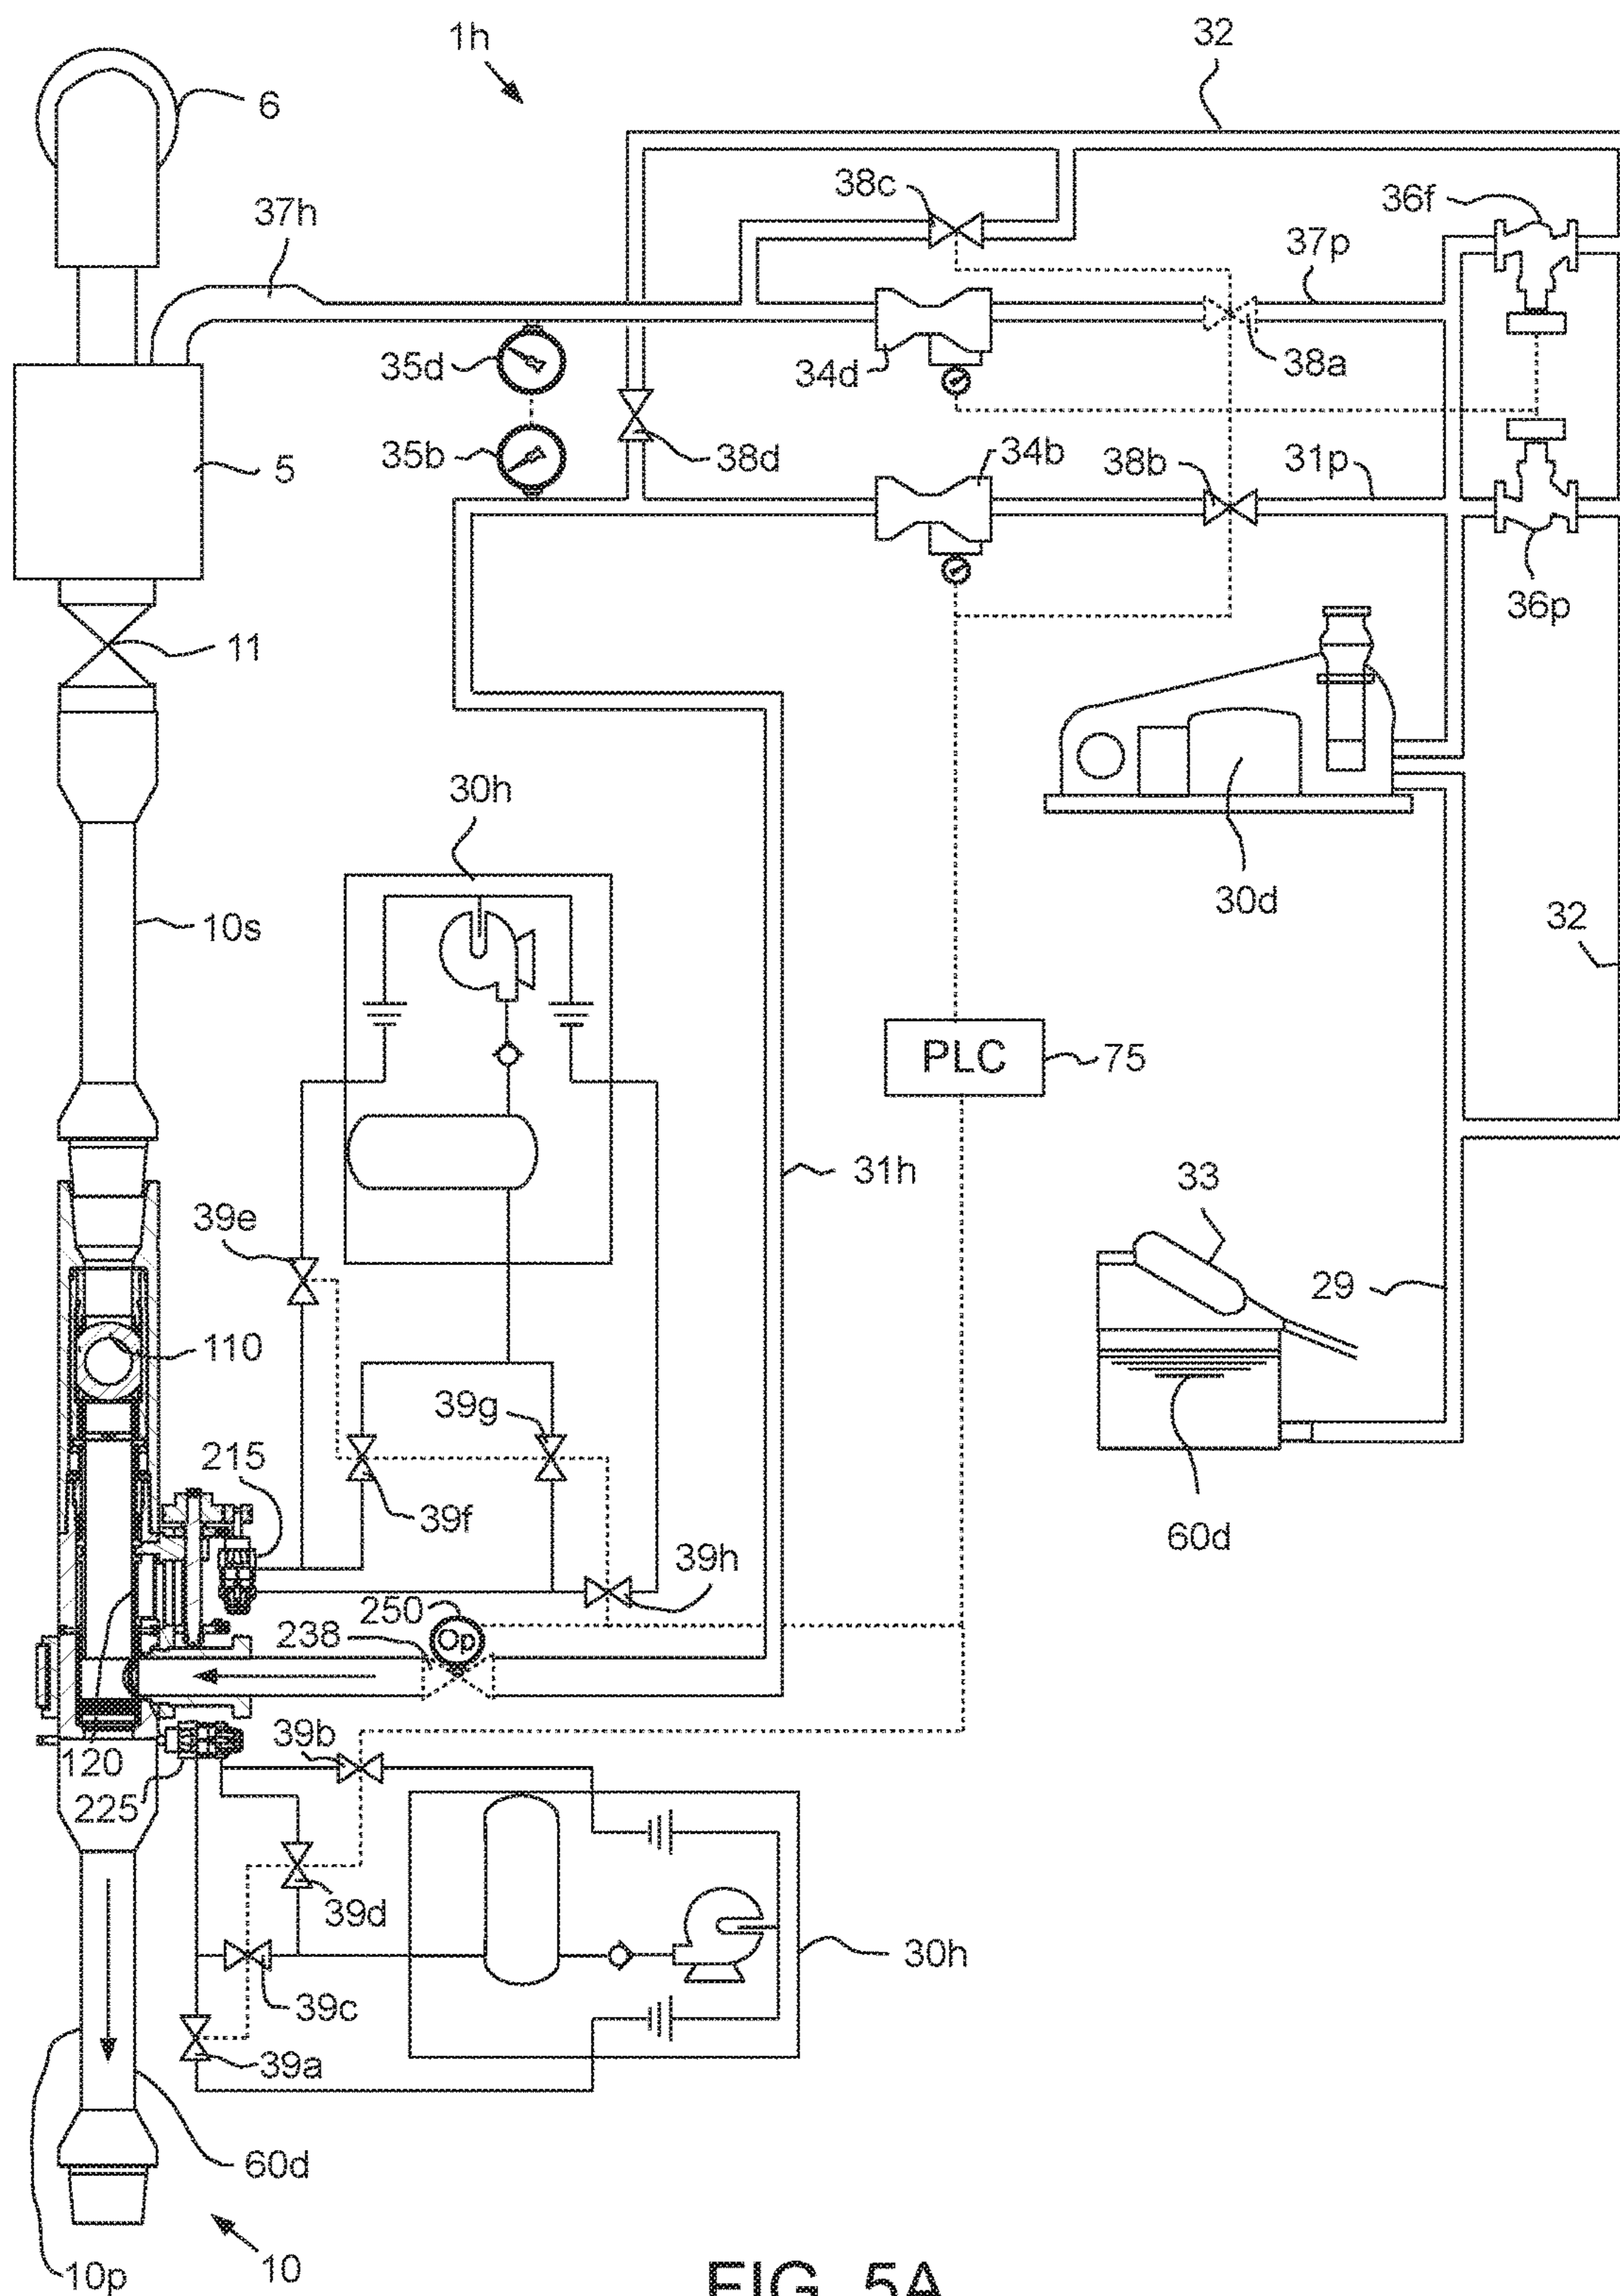 1h
32
6
38c
36f
37h
37p
35d
34d
38a
35b
38d
34b
38b
31p
5
36p
11
30h
30d
10s
32
PLC
75
31h
33
39e
29
110
39g
215
39f
60d
39h
250
Op
238
39b
120
225
39d
30h
39c
39a
60d
10
10p
FIG. 5A